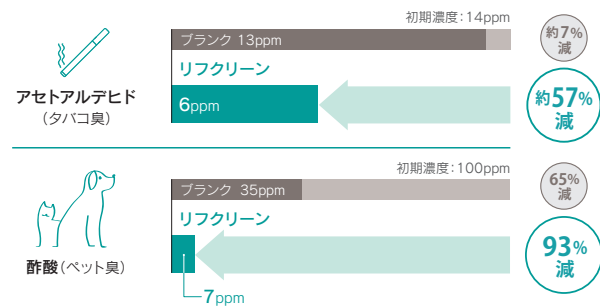 初期濃度：14ppm
ブランク 13ppm
約7%
減
リフクリーン
アセトアルデヒド
（タバコ臭）
6ppm
約57%
減
初期濃度：100ppm
ブランク 35ppm
65%
減
リフクリーン
酢酸（ペット臭）
93%
減
7ppm